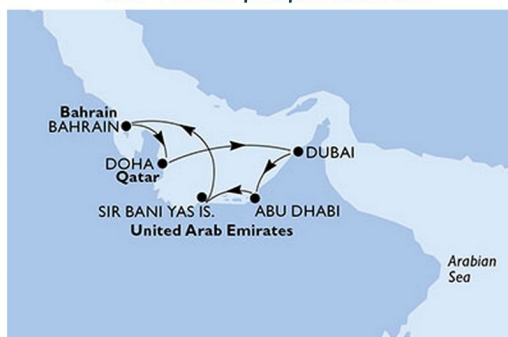 Bahrain
BAHRAIN
DOHA
Qatar
DUBAI
SIR BANI YAS IS.
ABU DHABI
United Arab Emirates
Arabian
Sea